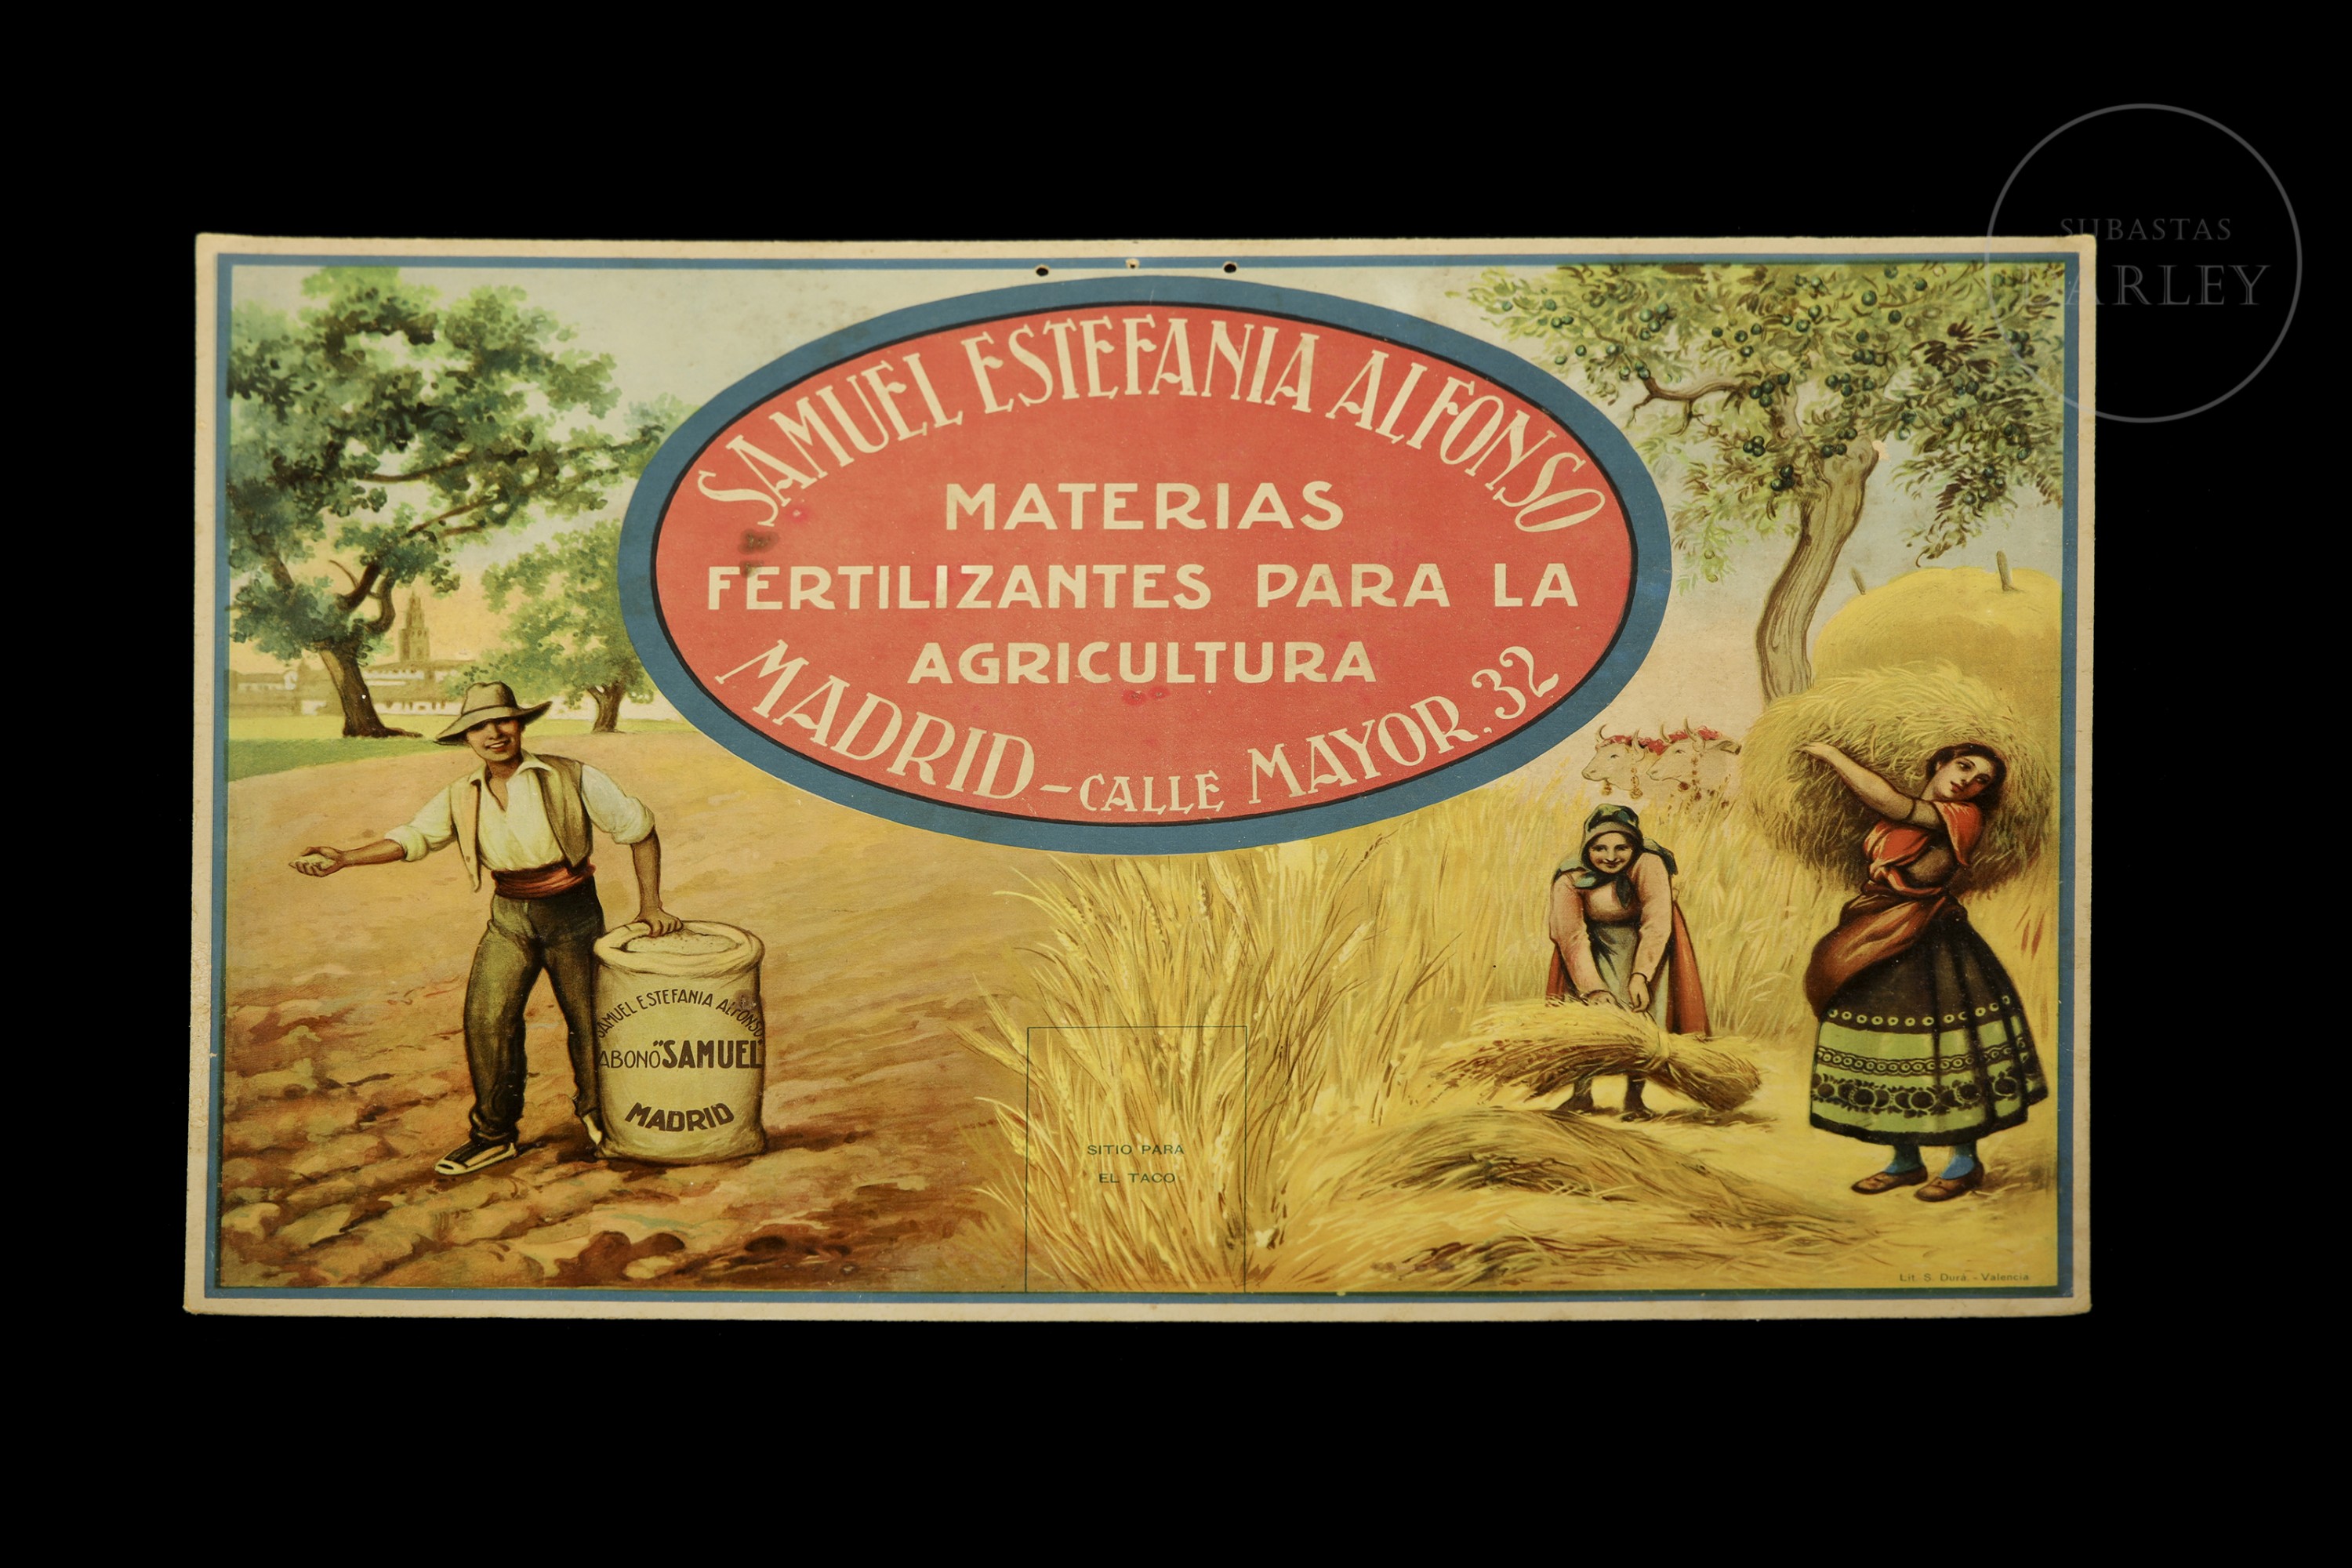 SUBASTAS
SAMUEL ESTEFANIA ALFONSO
MATERIAS
FERTILIZANTES PARA LA
AGRICULTURA
MADRID - CALLE MAYOR, 32
SAMUEL ESTEFANIA ALFONSO
ABONO "SAMUEL"
MADRID
SITIO PARA
EL TACO
Lit. S. Durá. - Valencia